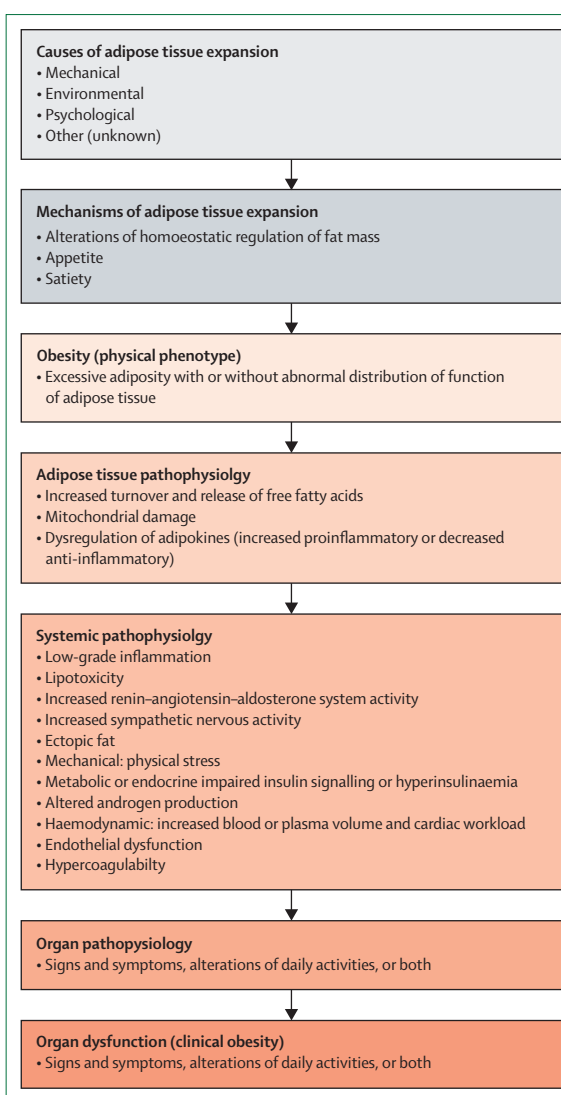 Causes of adipose tissue expansion
• Mechanical
• Environmental
• Psychological
• Other (unknown)
Mechanisms of adipose tissue expansion
• Alterations of homoeostatic regulation of fat mass
• Appetite
• Satiety
Obesity (physical phenotype)
• Excessive adiposity with or without abnormal distribution of function
of adipose tissue
Adipose tissue pathophysiolgy
• Increased turnover and release of free fatty acids
• Mitochondrial damage
• Dysregulation of adipokines (increased proinflammatory or decreased
anti-inflammatory)
Systemic pathophysiolgy
• Low-grade inflammation
• Lipotoxicity
• Increased renin–angiotensin–aldosterone system activity
• Increased sympathetic nervous activity
• Ectopic fat
• Mechanical: physical stress
• Metabolic or endocrine impaired insulin signalling or hyperinsulinaemia
• Altered androgen production
• Haemodynamic: increased blood or plasma volume and cardiac workload
• Endothelial dysfunction
• Hypercoagulabilty
Organ pathopysiology
• Signs and symptoms, alterations of daily activities, or both
Organ dysfunction (clinical obesity)
• Signs and symptoms, alterations of daily activities, or both